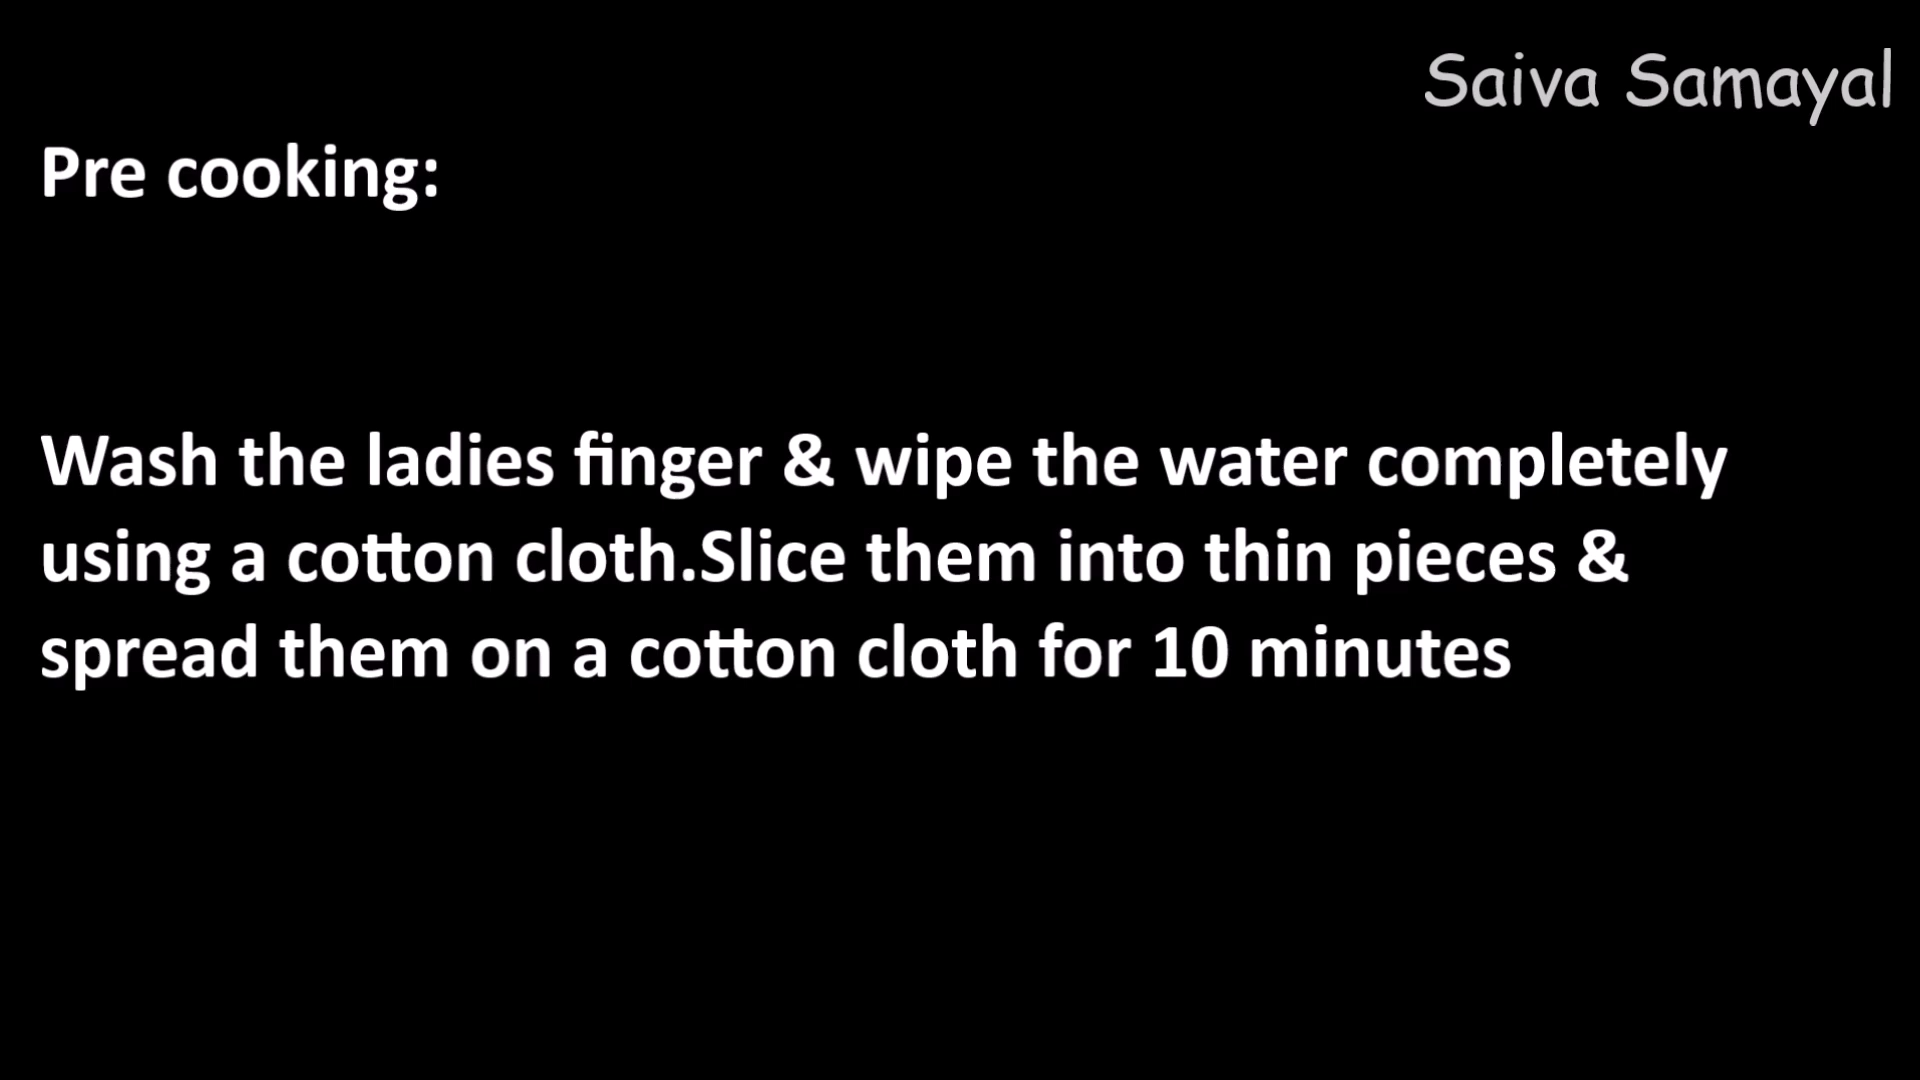 Saiva Samayal
Pre cooking:
Wash the ladies finger & wipe the water completely
using a cotton cloth.Slice them into thin pieces &
spread them on a cotton cloth for 10 minutes